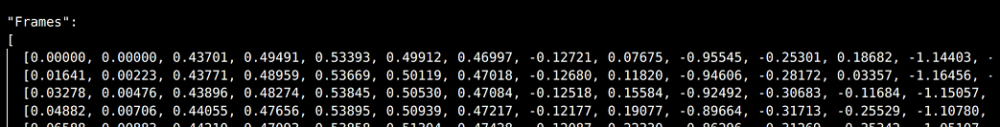 "Frames":
[
[0.00000, 0.00000, 0.43701, 0.49491, 0.53393, 0.49912, 0.46997, -0.12721, 0.07675, -0.95545, -0.25301, 0.18682, -1.14403, -
[0.01641, 0.00223, 0.43771, 0.48959, 0.53669, 0.50119, 0.47018, -0.12680, 0.11820, -0.94606, -0.28172, 0.03357, -1.16456, -
[0.03278, 0.00476, 0.43896, 0.48274, 0.53845, 0.50530, 0.47084, -0.12518, 0.15584, -0.92492, -0.30683, -0.11684, -1.15057,
[0.04882, 0.00706, 0.44055, 0.47656, 0.53895, 0.50939, 0.47217, -0.12177, 0.19077, -0.89664, -0.31713, -0.25529, -1.10780,